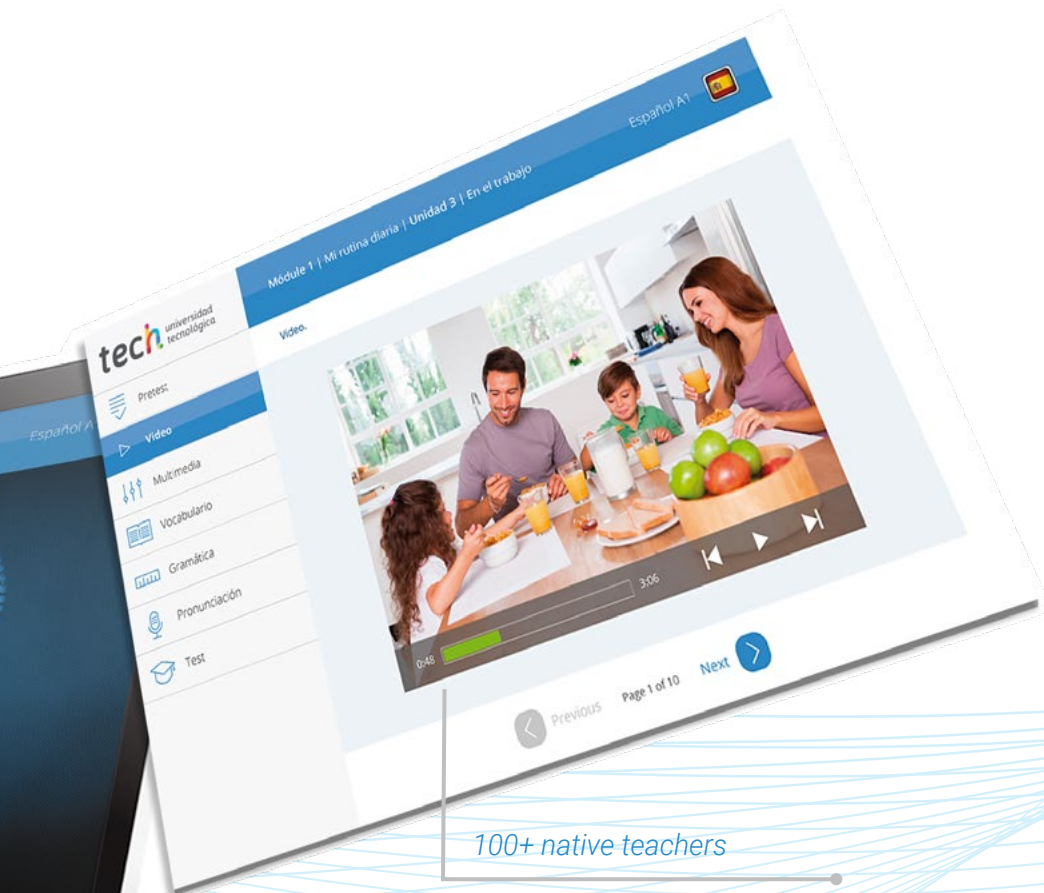 Español A1
Módule 1 | Mi rutina diaria | Unidad 3 | En el trabajo
tech universidad
tecnológica
Video.
Pretest
Video
Multimedia
Vocabulario
Gramática
Pronunciación
Test
0:48
3:06
Previous
Page 1 of 10
Next
100+ native teachers
Español A